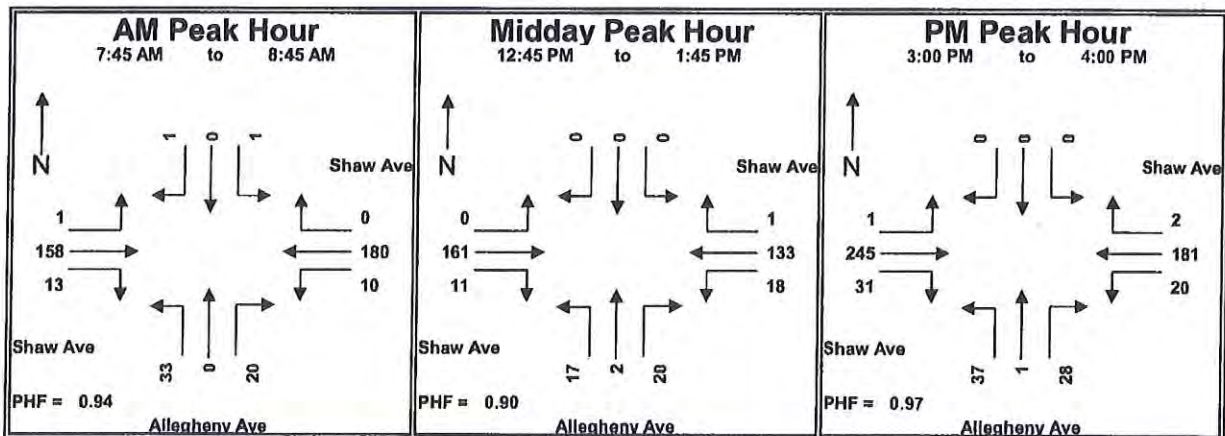 AM Peak Hour
7:45 AM to 8:45 AM
N
1 0 1
Shaw Ave
1 0
158 180
13 10
Shaw Ave
33 0 20
PHF = 0.94
Allegheny Ave
Midday Peak Hour
12:45 PM to 1:45 PM
N
0 0 0
Shaw Ave
0 1
161 133
11 18
Shaw Ave
17 2 20
PHF = 0.90
Allegheny Ave
PM Peak Hour
3:00 PM to 4:00 PM
N
0 0 0
Shaw Ave
1 2
245 181
31 20
Shaw Ave
37 1 28
PHF = 0.97
Allegheny Ave